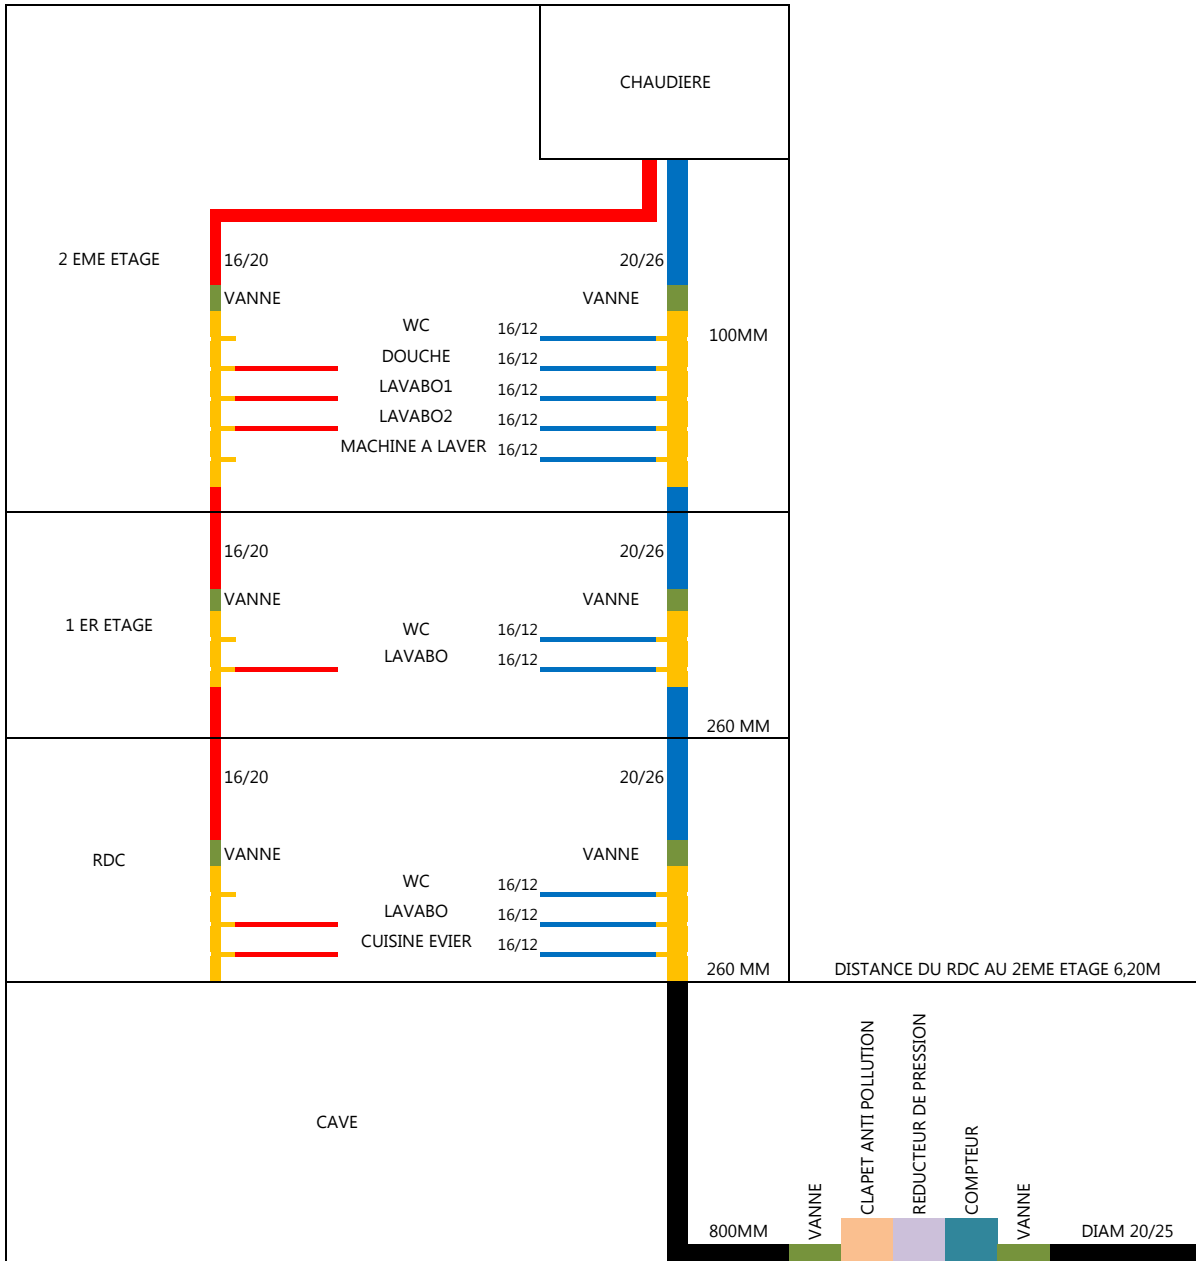 CHAUDIERE
2 EME ETAGE
16/20
20/26
VANNE
VANNE
WC
16/12
100MM
DOUCHE
16/12
LAVABO1
16/12
LAVABO2
16/12
MACHINE A LAVER
16/12
16/20
20/26
VANNE
VANNE
1 ER ETAGE
WC
16/12
LAVABO
16/12
260 MM
16/20
20/26
RDC
VANNE
VANNE
WC
16/12
LAVABO
16/12
CUISINE EVIER
16/12
260 MM
DISTANCE DU RDC AU 2EME ETAGE 6,20M
CAVE
800MM
VANNE
CLAPET ANTI POLLUTION
REDUCTEUR DE PRESSION
COMPTEUR
VANNE
DIAM 20/25